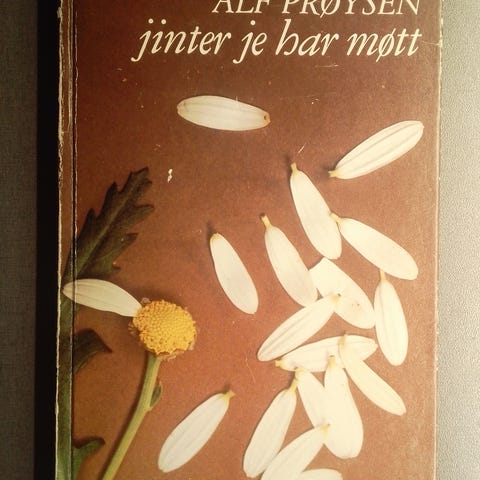 ALF PRØYSEN
jinter je har møtt